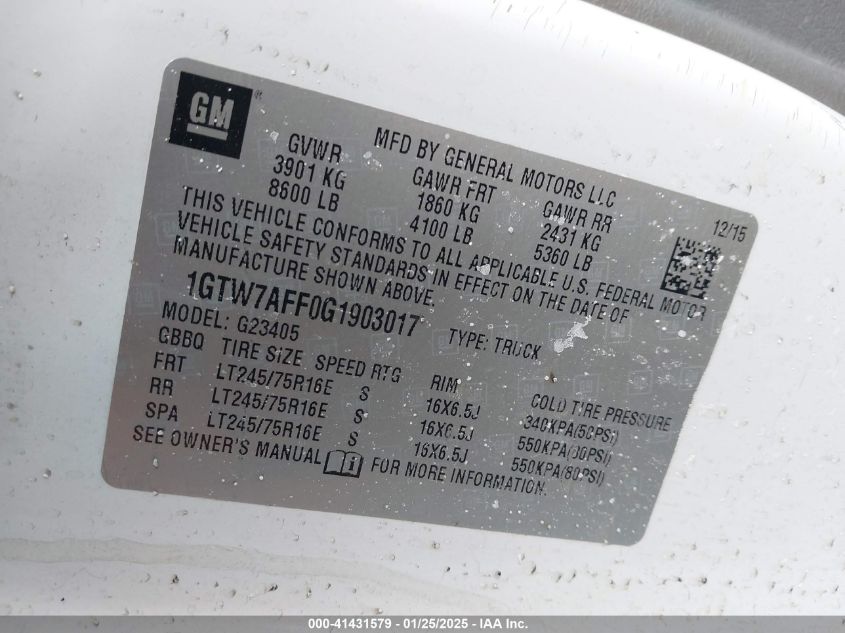 GM ®
MFD BY GENERAL MOTORS LLC
12/15
GVWR GAWR FRT GAWR RR
3901 KG 1860 KG 2431 KG
8600 LB 4100 LB 5360 LB
THIS VEHICLE CONFORMS TO ALL APPLICABLE U.S. FEDERAL MOTOR
VEHICLE SAFETY STANDARDS IN EFFECT ON THE DATE OF
MANUFACTURE SHOWN ABOVE.
1GTW7AFF0G1903017 TYPE: TRUCK
MODEL: G23405
GBBQ TIRE SIZE SPEED RTG RIM COLD TIRE PRESSURE
FRT LT245/75R16E S 16X6.5J 340KPA(50PSI)
RR LT245/75R16E S 16X6.5J 550KPA(80PSI)
SPA LT245/75R16E S 16X6.5J 550KPA(80PSI)
SEE OWNER'S MANUAL FOR MORE INFORMATION.
000-41431579 — 01/25/2025 — IAA Inc.